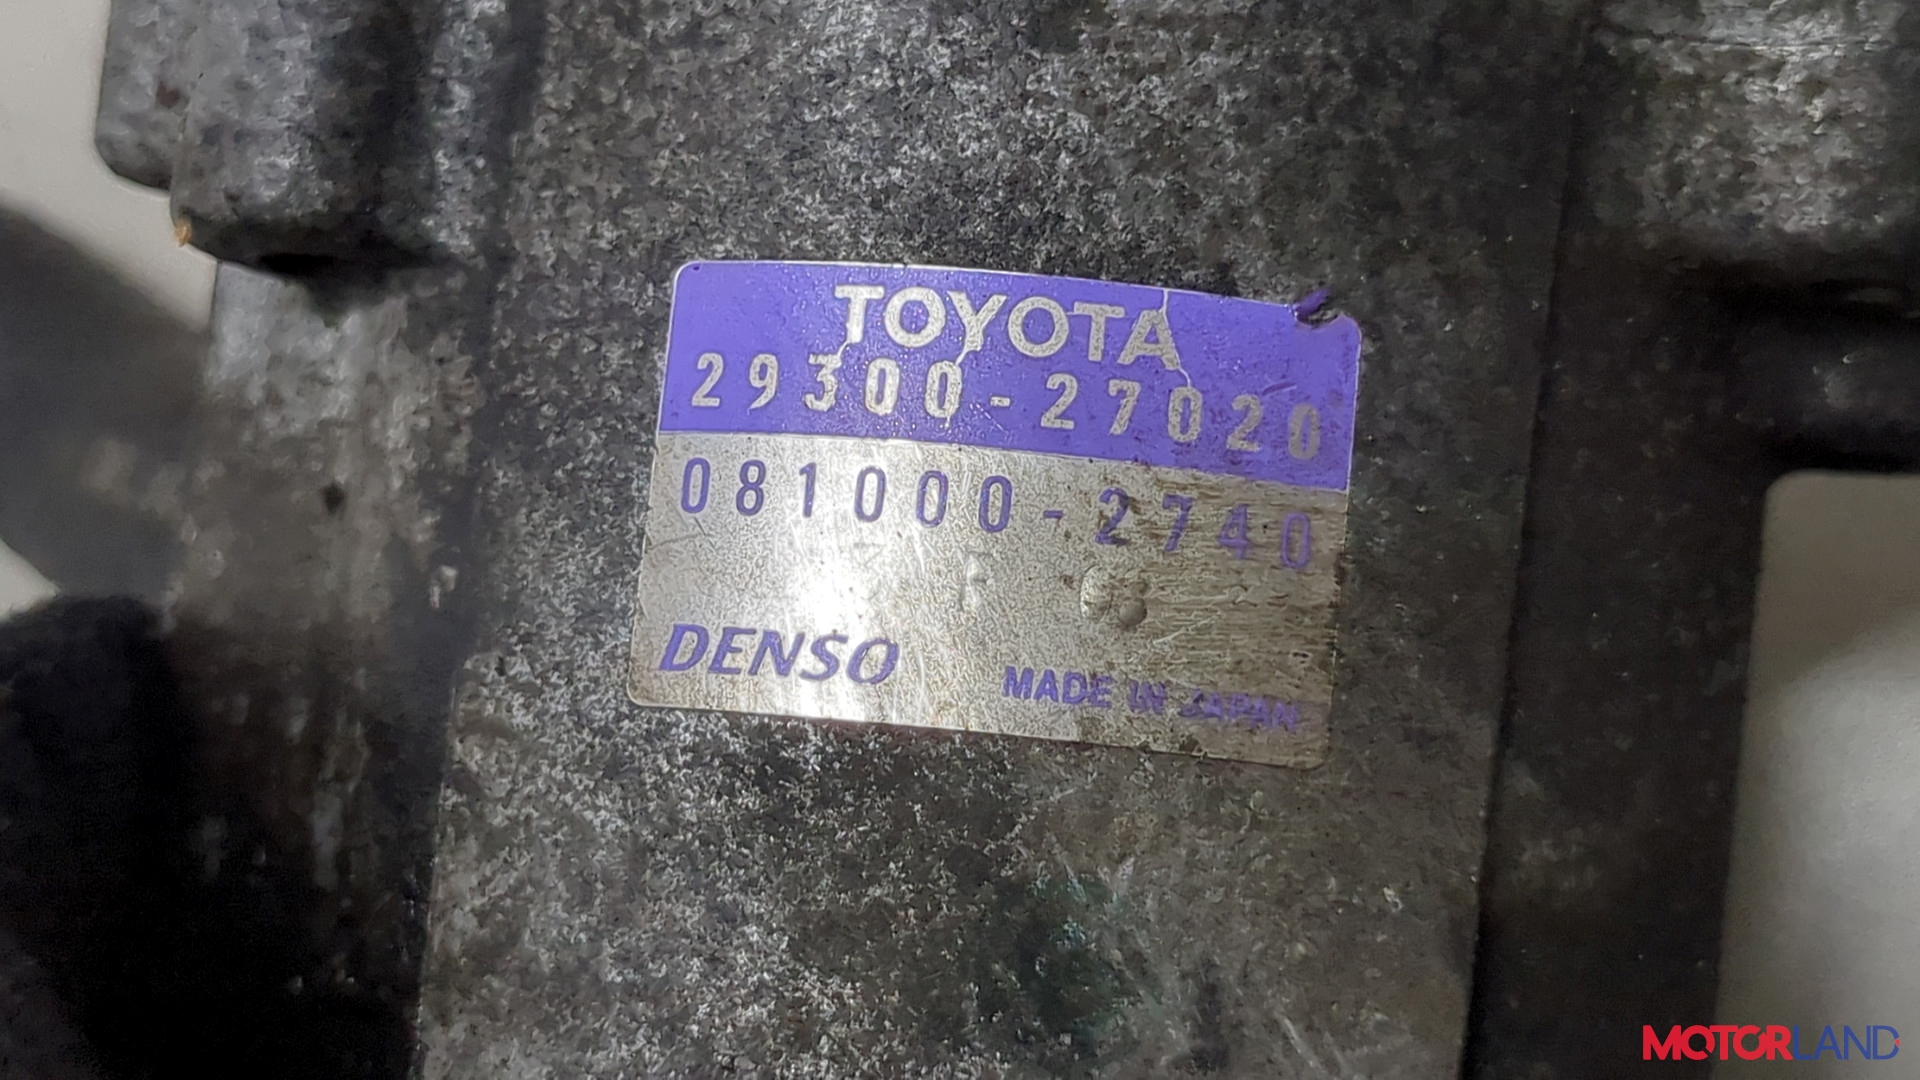 TOYOTA
29300-27020
081000-2740
DENSO
MADE IN JAPAN
MOTORLAND